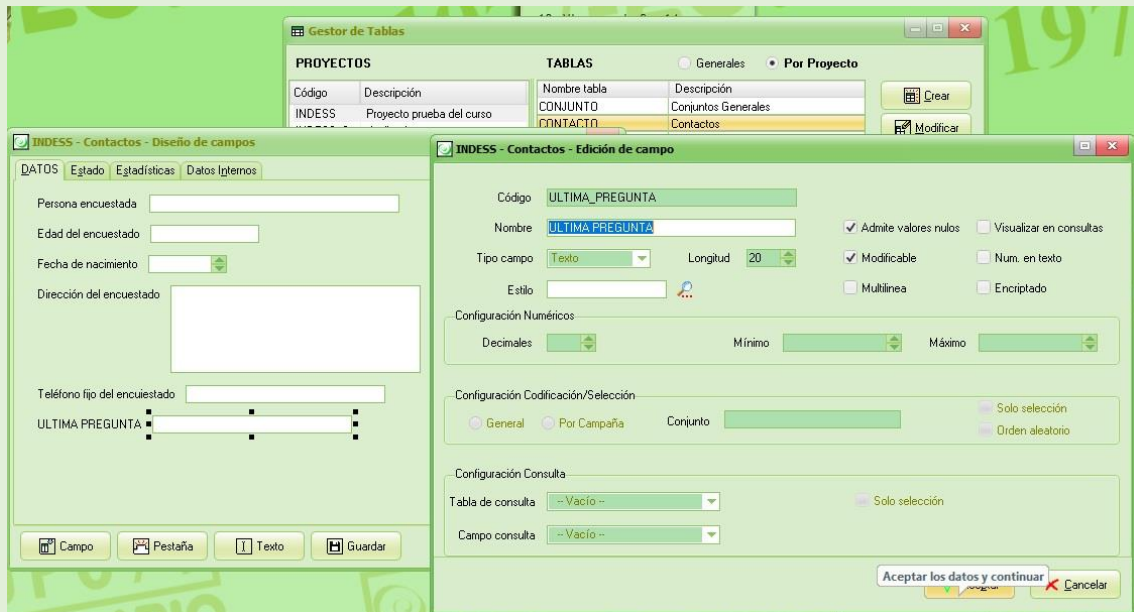 Gestor de Tablas
PROYECTOS
TABLAS
Generales
Por Proyecto
Código
Descripción
Nombre tabla
Descripción
Crear
INDESS
Proyecto prueba del curso
CONJUNTO
Conjuntos Generales
CONTACTO
Contactos
Modificar
INDESS - Contactos - Diseño de campos
DATOS
Estado
Estadísticas
Datos Internos
Persona encuestada
Edad del encuestado
Fecha de nacimiento
Dirección del encuestado
Teléfono fijo del encuiestado
ULTIMA PREGUNTA
Campo
Pestaña
Texto
Guardar
INDESS - Contactos - Edición de campo
Código
ULTIMA_PREGUNTA
Nombre
ULTIMA PREGUNTA
Admite valores nulos
Visualizar en consultas
Tipo campo
Texto
Longitud
20
Modificable
Num. en texto
Estilo
Multilinea
Encriptado
Configuración Numéricos
Decimales
Mínimo
Máximo
Configuración Codificación/Selección
General
Por Campaña
Conjunto
Solo selección
Orden aleatorio
Configuración Consulta
Tabla de consulta
-- Vacío --
Solo selección
Campo consulta
-- Vacío --
Aceptar los datos y continuar
Cancelar
197